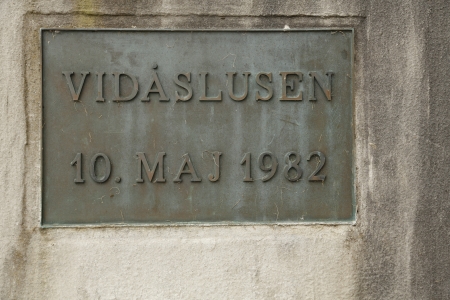 VIDÅSLUSEN
10. MAJ 1982